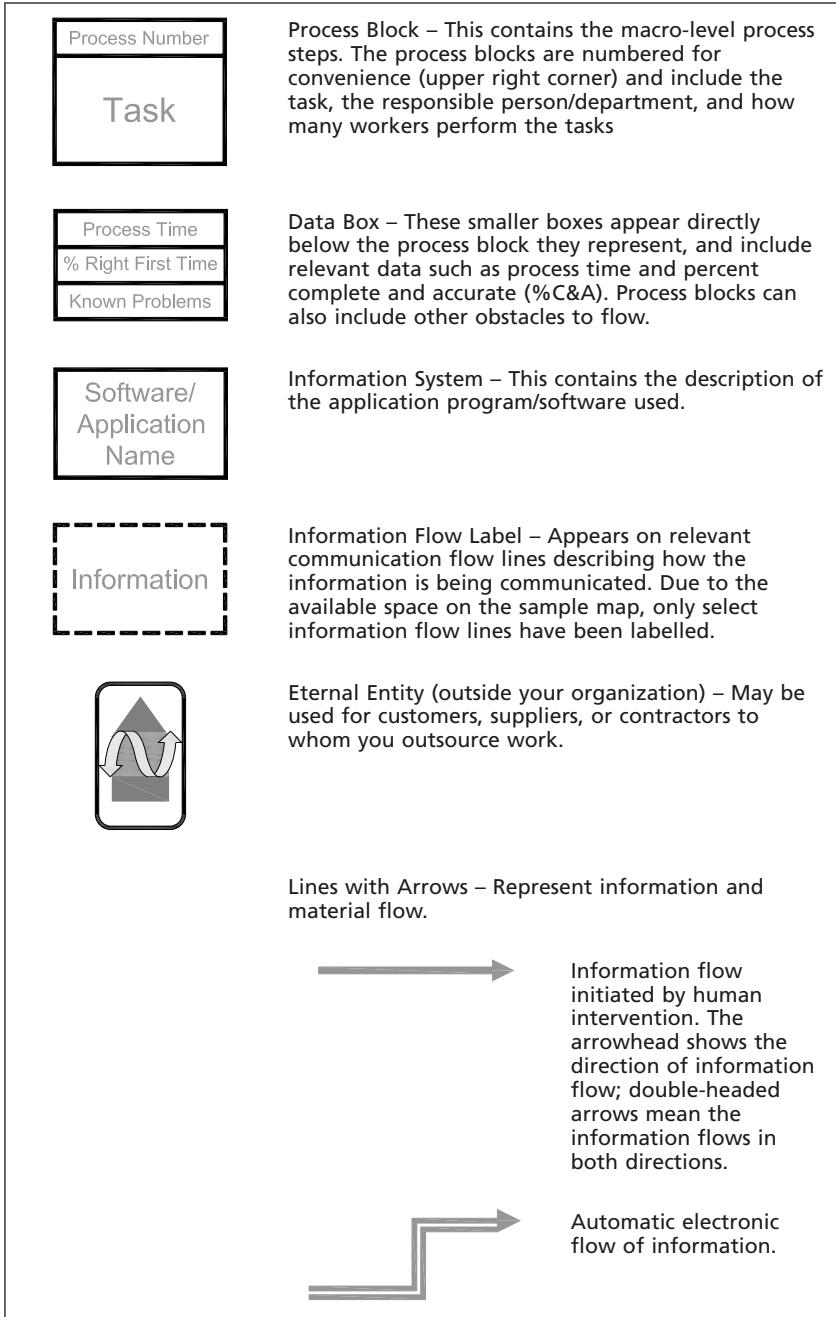 Process Number
Task
Process Block – This contains the macro-level process
steps. The process blocks are numbered for
convenience (upper right corner) and include the
task, the responsible person/department, and how
many workers perform the tasks
Process Time
% Right First Time
Known Problems
Data Box – These smaller boxes appear directly
below the process block they represent, and include
relevant data such as process time and percent
complete and accurate (%C&A). Process blocks can
also include other obstacles to flow.
Software/
Application
Name
Information System – This contains the description of
the application program/software used.
Information
Information Flow Label – Appears on relevant
communication flow lines describing how the
information is being communicated. Due to the
available space on the sample map, only select
information flow lines have been labelled.
Eternal Entity (outside your organization) – May be
used for customers, suppliers, or contractors to
whom you outsource work.
Lines with Arrows – Represent information and
material flow.
Information flow
initiated by human
intervention. The
arrowhead shows the
direction of information
flow; double-headed
arrows mean the
information flows in
both directions.
Automatic electronic
flow of information.